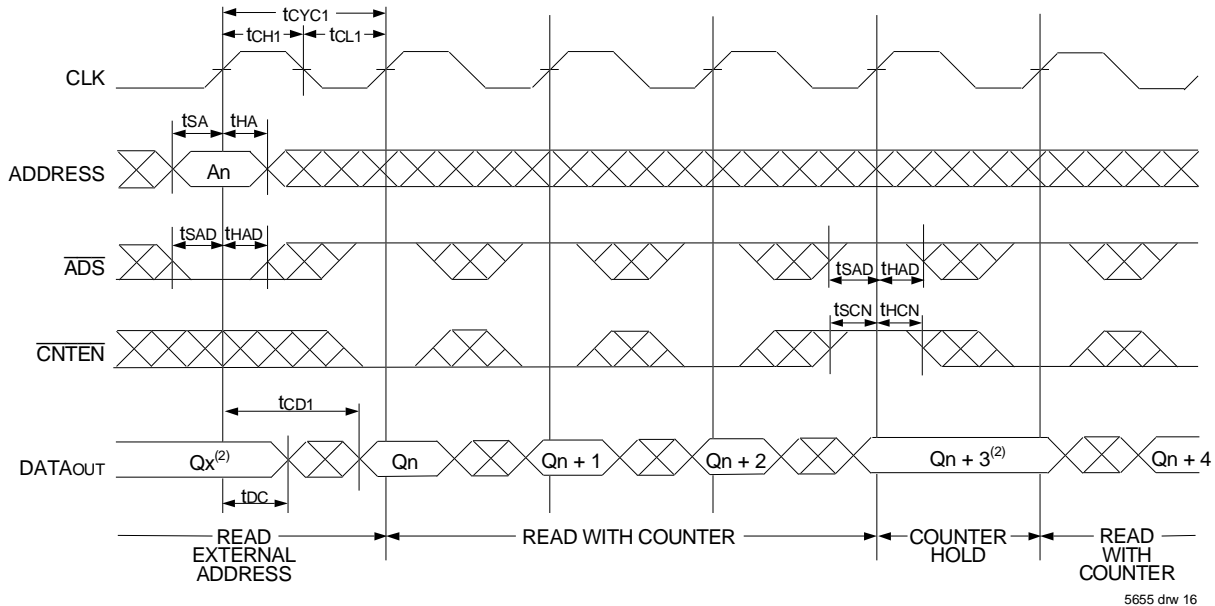 tCYC1
tCH1 tCL1
CLK
tSA tHA
ADDRESS An
tSAD tHAD
ADS
tSAD tHAD
tSCN tHCN
CNTEN
tCD1
DATAOUT Qx(2) Qn Qn + 1 Qn + 2 Qn + 3(2) Qn + 4
tDC
READ EXTERNAL ADDRESS
READ WITH COUNTER
COUNTER HOLD
READ WITH COUNTER
5655 drw 16